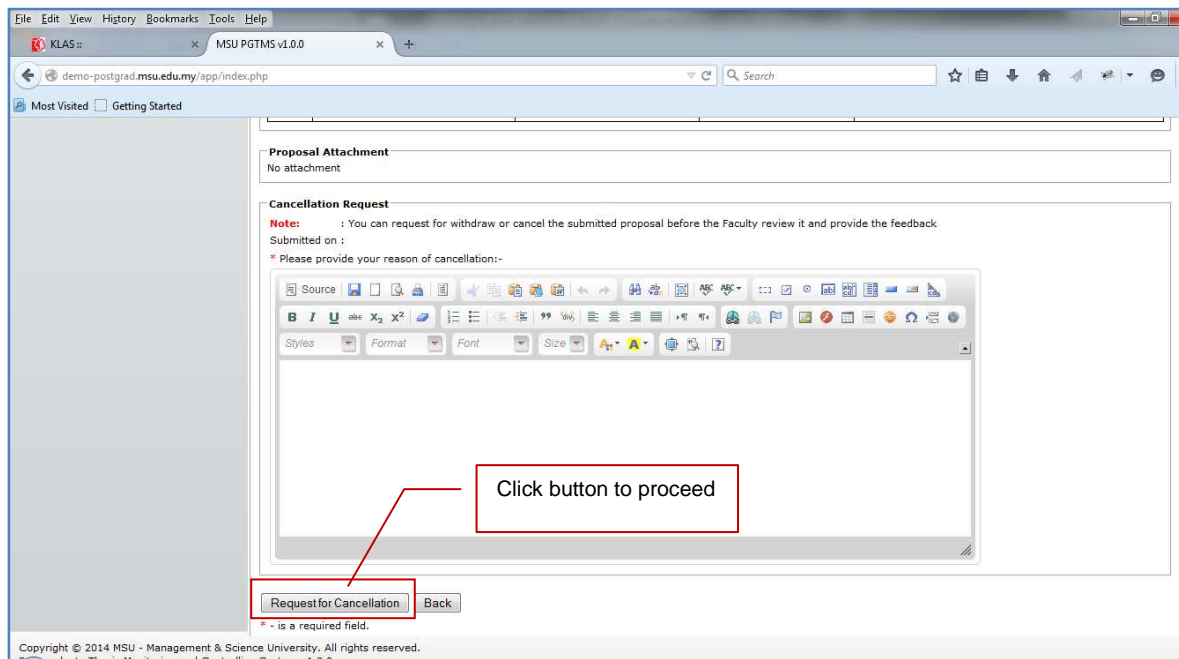 File Edit View History Bookmarks Tools Help
KLAS :: × MSU PGTMS v1.0.0 × +
demo-postgrad.msu.edu.my/app/index.php Search
Most Visited Getting Started
Proposal Attachment
No attachment
Cancellation Request
Note: : You can request for withdraw or cancel the submitted proposal before the Faculty review it and provide the feedback
Submitted on :
* Please provide your reason of cancellation:-
Source
B I U abc X₂ X²
Styles Format Font Size A A ?
Click button to proceed
Request for Cancellation Back
* - is a required field.
Copyright © 2014 MSU - Management & Science University. All rights reserved.